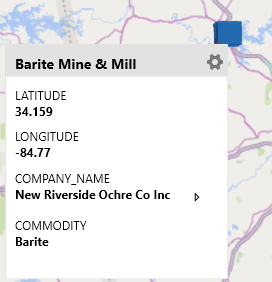 Barite Mine & Mill
LATITUDE
34.159
LONGITUDE
-84.77
COMPANY_NAME
New Riverside Ochre Co Inc
COMMODITY
Barite